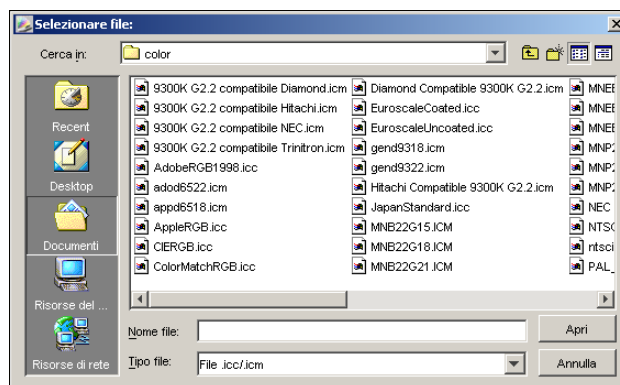 Selezionare file:
Cerca in:
color
Recent
Desktop
Documenti
Risorse del ...
Risorse di rete
9300K G2.2 compatibile Diamond.icm
9300K G2.2 compatibile Hitachi.icm
9300K G2.2 compatibile NEC.icm
9300K G2.2 compatibile Trinitron.icm
AdobeRGB1998.icc
adod6522.icm
appd6518.icm
AppleRGB.icc
CIERGB.icc
ColorMatchRGB.icc
Diamond Compatible 9300K G2.2.icm
EuroscaleCoated.icc
EuroscaleUncoated.icc
gend9318.icm
gend9322.icm
Hitachi Compatible 9300K G2.2.icm
JapanStandard.icc
MNB22G15.ICM
MNB22G18.ICM
MNB22G21.ICM
NEC
ntsci
PAL_
Nome file:
Apri
Tipo file:
File .icc/.icm
Annulla